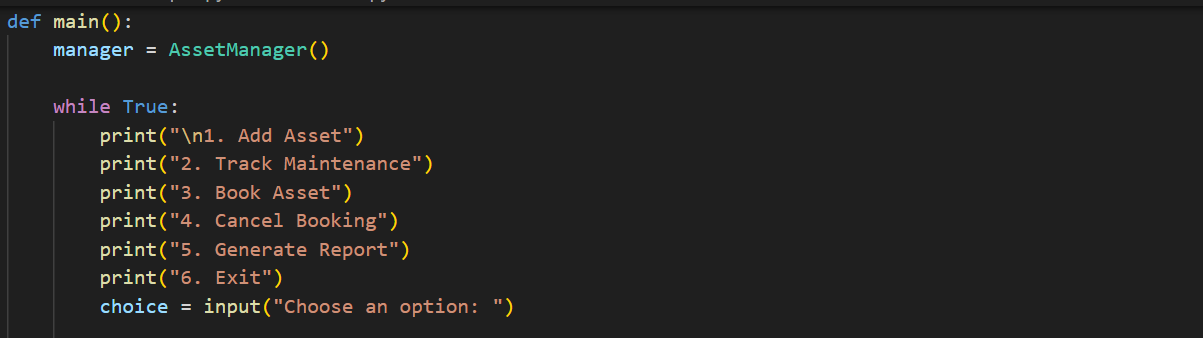 def main():
    manager = AssetManager()

    while True:
        print("\n1. Add Asset")
        print("2. Track Maintenance")
        print("3. Book Asset")
        print("4. Cancel Booking")
        print("5. Generate Report")
        print("6. Exit")
        choice = input("Choose an option: ")